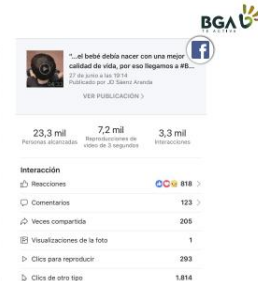 BGA
TE ACTIVA
"...el bebé debía nacer con una mejor
calidad de vida, por eso llegamos a #B...
27 de junio a las 19:14
Publicado por JD Sáenz Aranda
VER PUBLICACIÓN >
23,3 mil
Personas alcanzadas
7,2 mil
Reproducciones de
video de 3 segundos
3,3 mil
Interacciones
Interacción
Reacciones 818 >
Comentarios 123 >
Veces compartida 205
Visualizaciones de la foto 1
Clics para reproducir 293
Clics de otro tipo 1.814